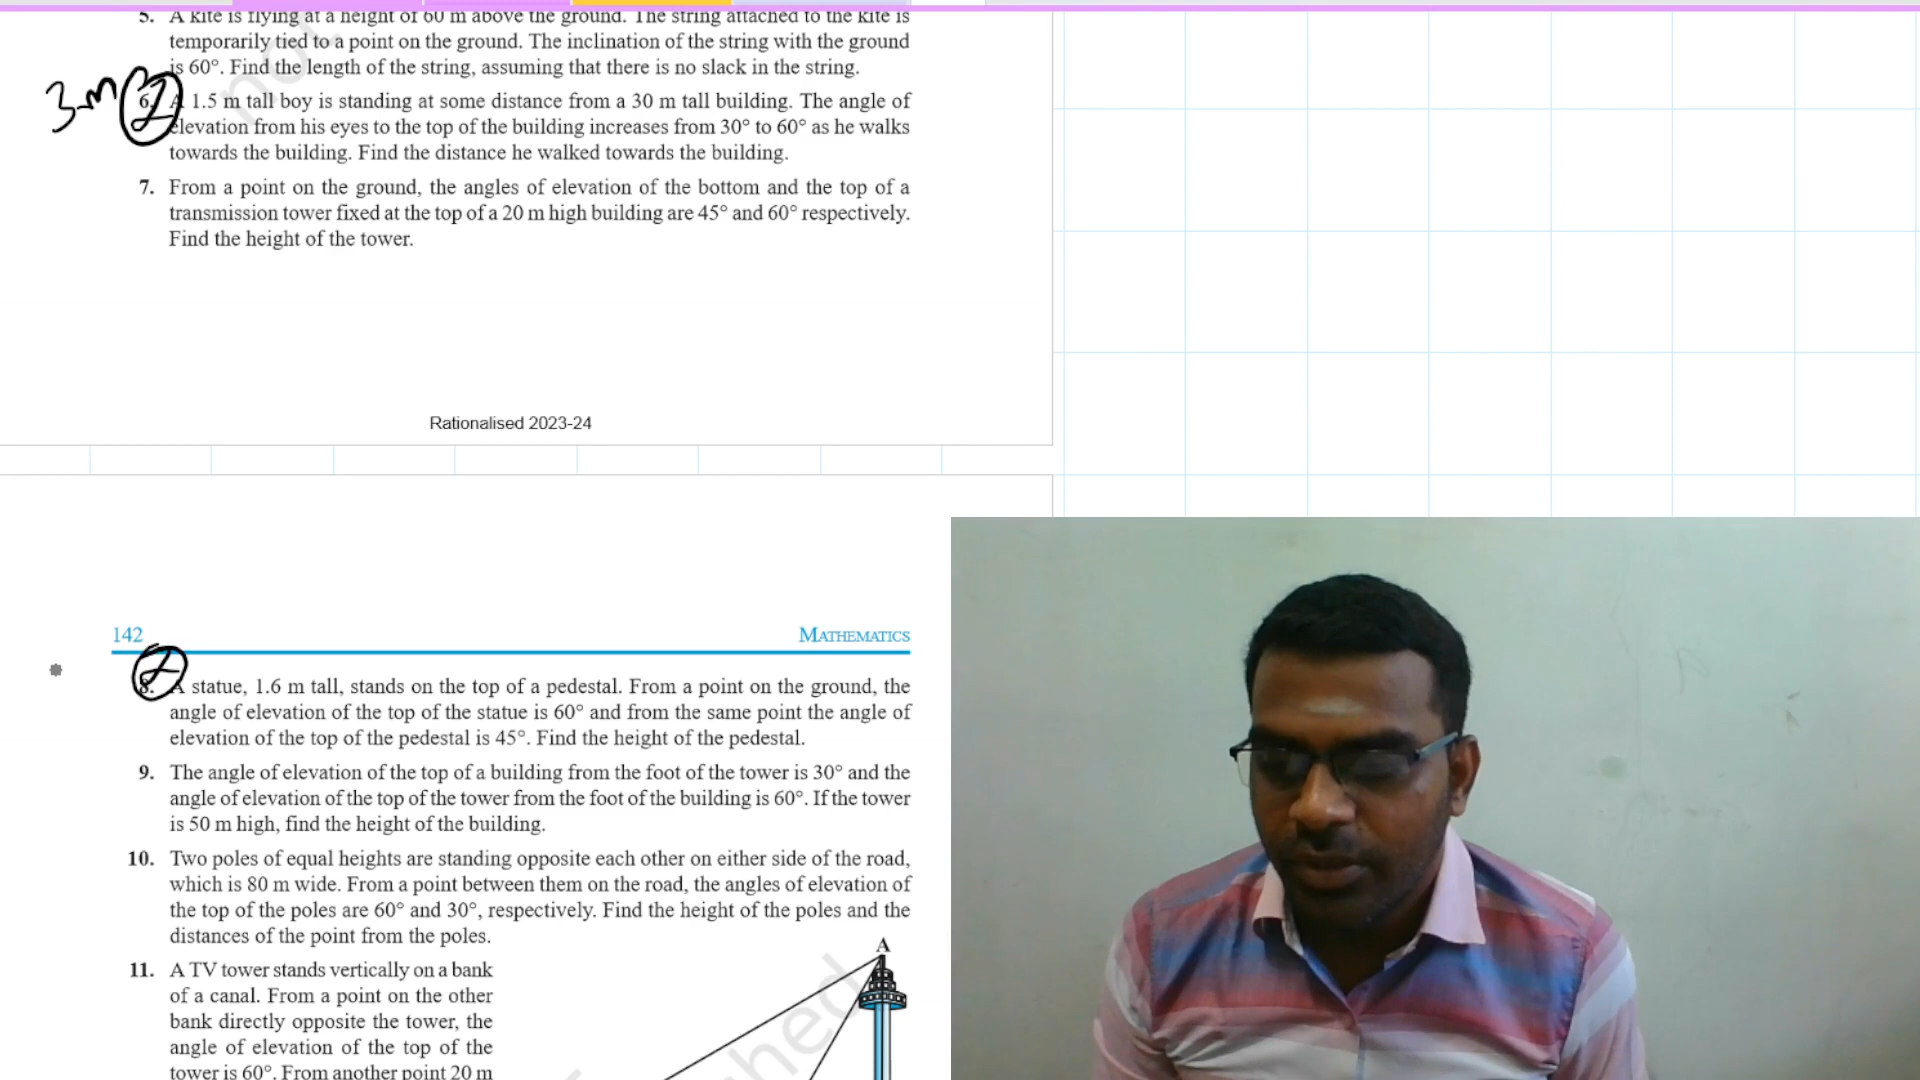 5. A kite is flying at a height of 60 m above the ground. The string attached to the kite is
temporarily tied to a point on the ground. The inclination of the string with the ground
is 60°. Find the length of the string, assuming that there is no slack in the string.
3-m
6. A 1.5 m tall boy is standing at some distance from a 30 m tall building. The angle of
elevation from his eyes to the top of the building increases from 30° to 60° as he walks
towards the building. Find the distance he walked towards the building.
7. From a point on the ground, the angles of elevation of the bottom and the top of a
transmission tower fixed at the top of a 20 m high building are 45° and 60° respectively.
Find the height of the tower.
not
Rationalised 2023-24
142 MATHEMATICS
8. A statue, 1.6 m tall, stands on the top of a pedestal. From a point on the ground, the
angle of elevation of the top of the statue is 60° and from the same point the angle of
elevation of the top of the pedestal is 45°. Find the height of the pedestal.
9. The angle of elevation of the top of a building from the foot of the tower is 30° and the
angle of elevation of the top of the tower from the foot of the building is 60°. If the tower
is 50 m high, find the height of the building.
10. Two poles of equal heights are standing opposite each other on either side of the road,
which is 80 m wide. From a point between them on the road, the angles of elevation of
the top of the poles are 60° and 30°, respectively. Find the height of the poles and the
distances of the point from the poles.
A
11. A TV tower stands vertically on a bank
of a canal. From a point on the other
bank directly opposite the tower, the
angle of elevation of the top of the
tower is 60°. From another point 20 m